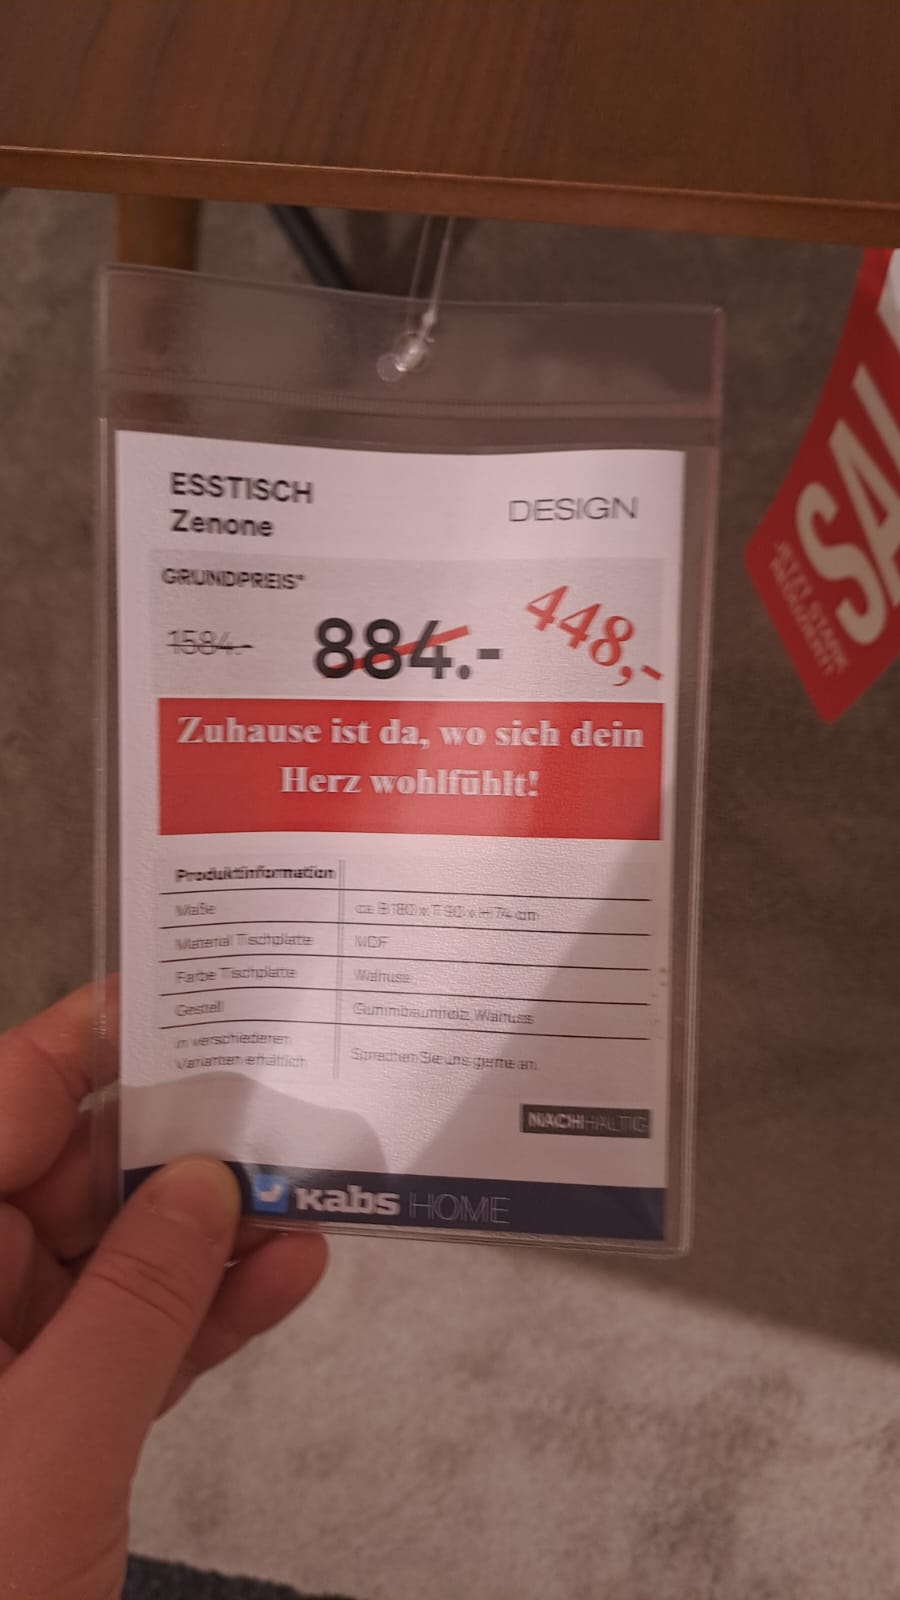 ESSTISCH
Zenone
DESIGN
GRUNDPREIS*
1584.-
884.-
448,-
Zuhause ist da, wo sich dein
Herz wohlfühlt!
Produktinformation
Maße ca. B 180 x T 90 x H 74 cm
Material Tischplatte MDF
Farbe Tischplatte Walnuss
Gestell Gummibaumholz, Walnuss
in verschiedenen
Varianten erhältlich
Sprechen Sie uns gerne an.
NACHHALTIG
Kabs HOME
SAL